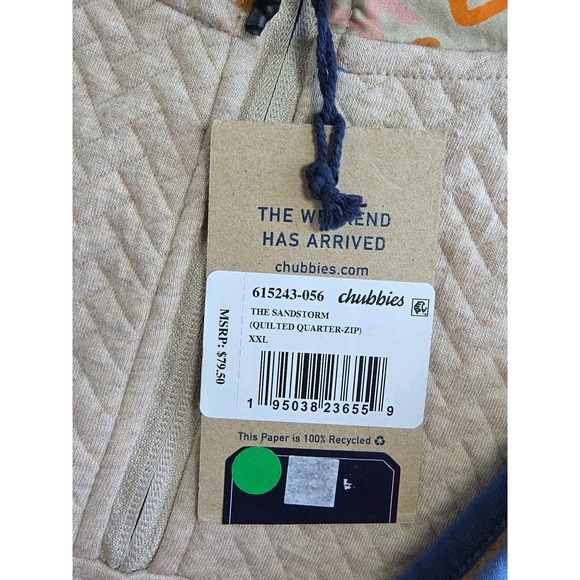 THE WEEKEND
HAS ARRIVED
chubbies.com
615243-056 chubbies
THE SANDSTORM
(QUILTED QUARTER-ZIP)
XXL
MSRP: $79.50
1 95038 23655 9
This Paper is 100% Recycled